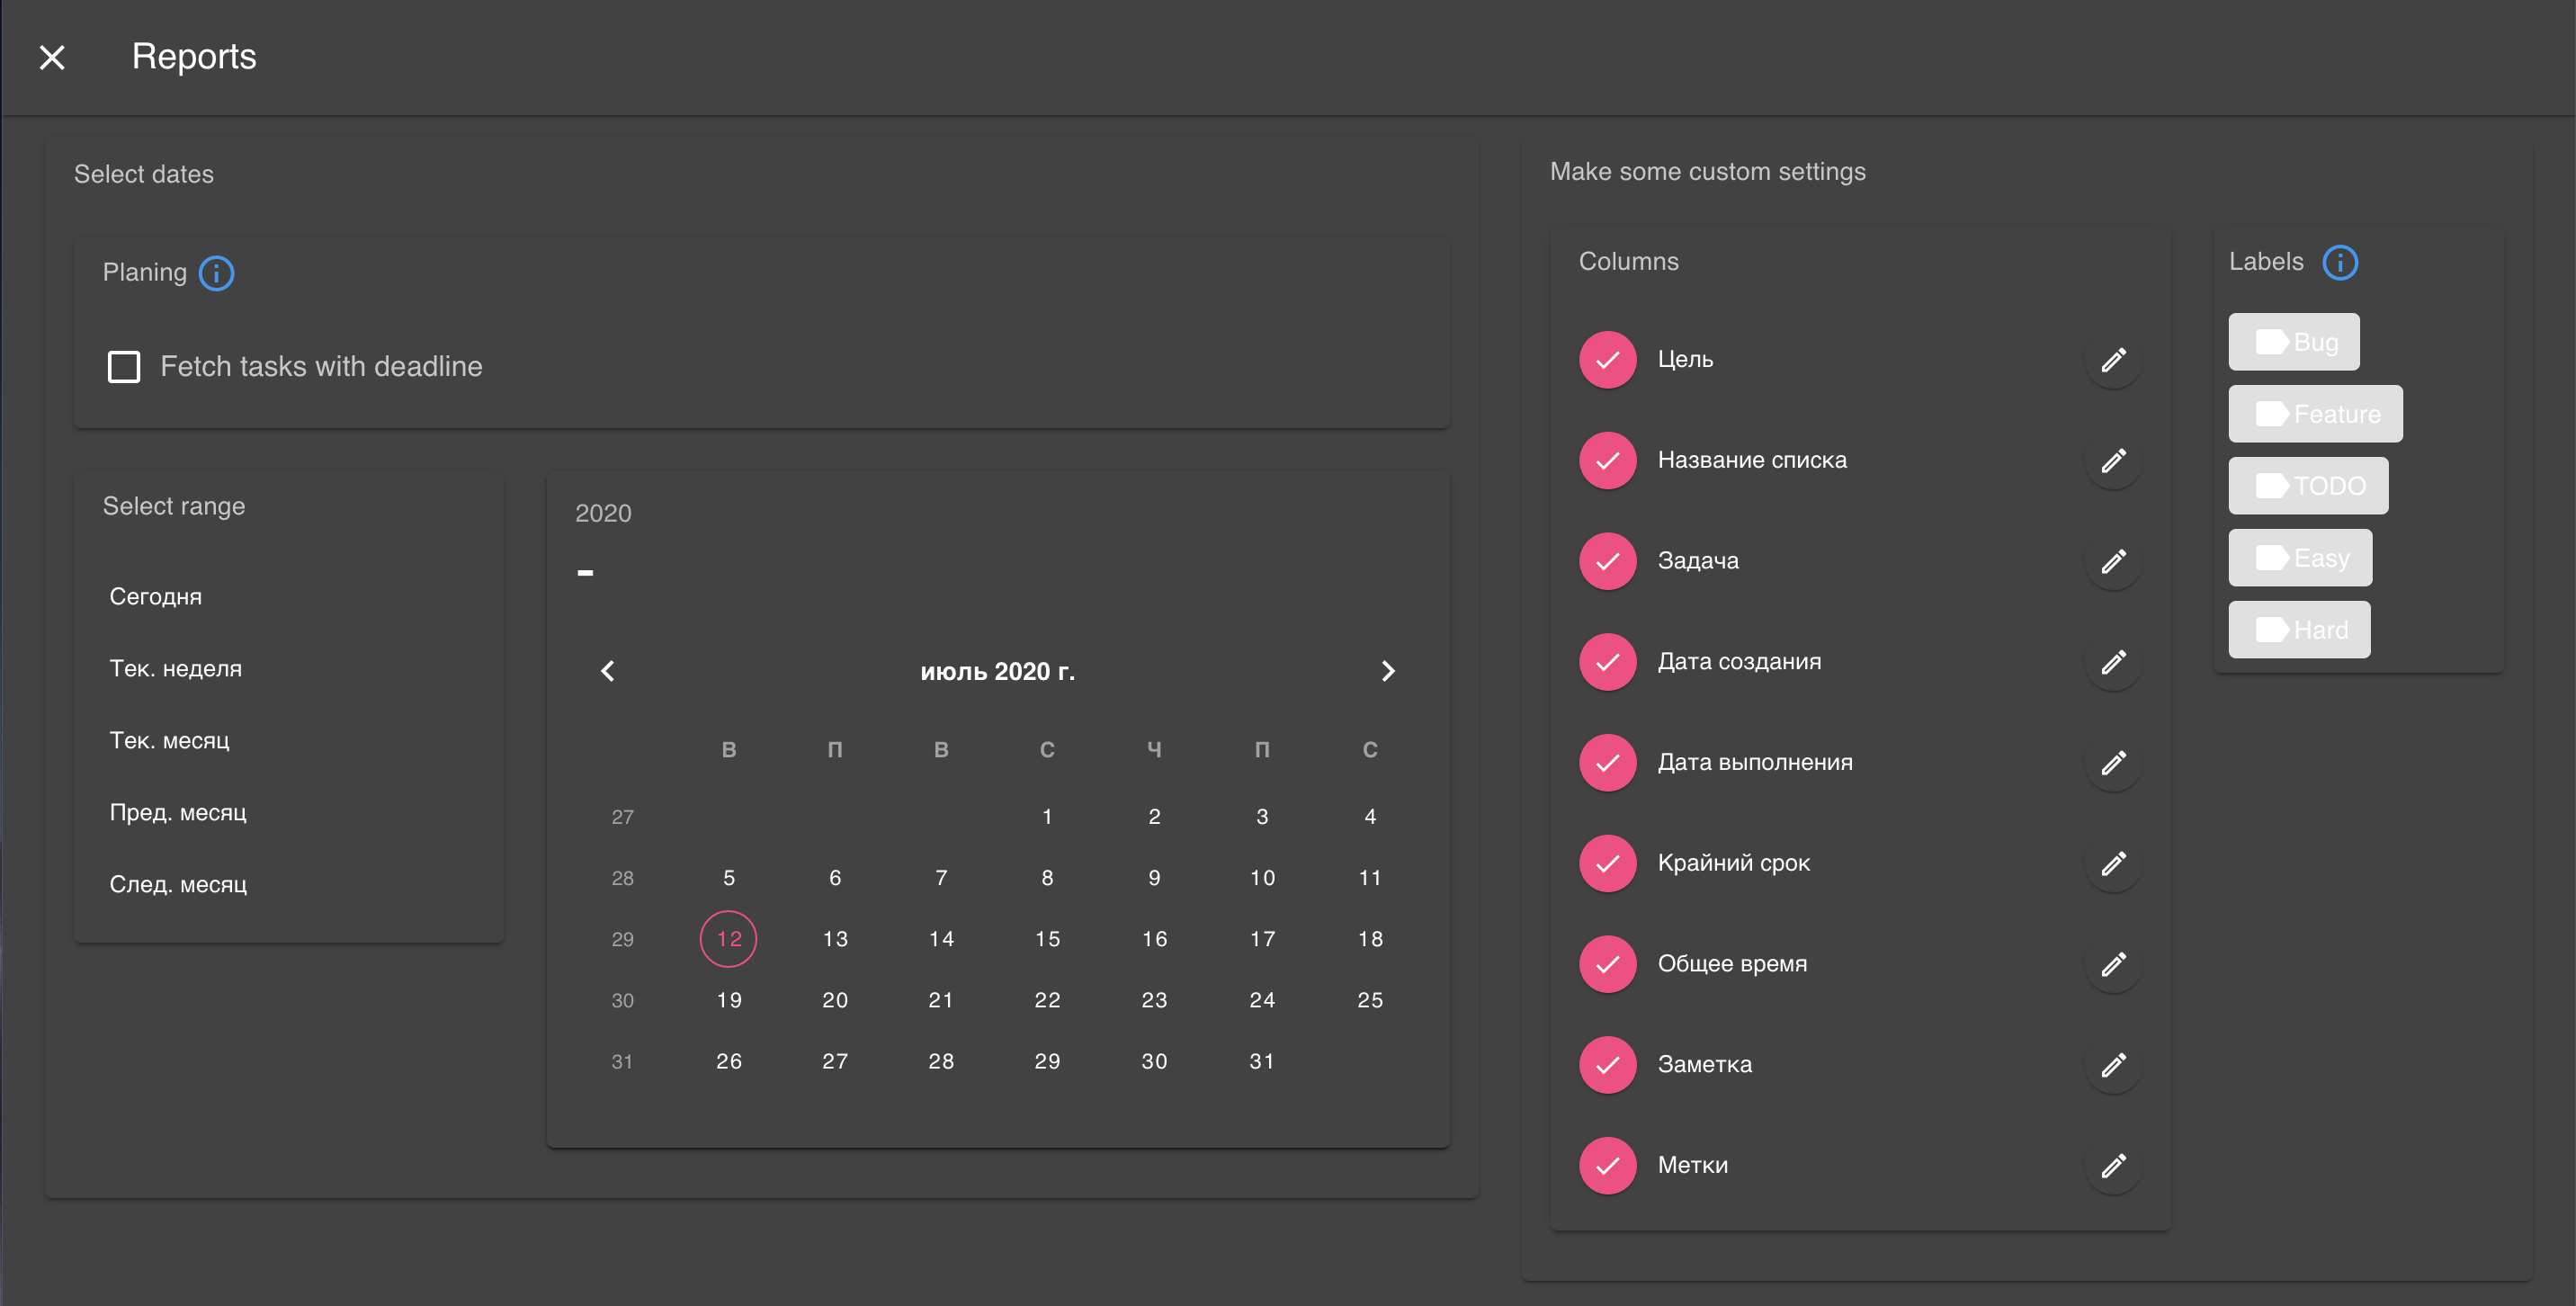 Reports
Select dates
Planing
Fetch tasks with deadline
Select range
Сегодня
Тек. неделя
Тек. месяц
Пред. месяц
След. месяц
2020
-
июль 2020 г.
В П В С Ч П С
27 1 2 3 4
28 5 6 7 8 9 10 11
29 12 13 14 15 16 17 18
30 19 20 21 22 23 24 25
31 26 27 28 29 30 31
Make some custom settings
Columns
Цель
Название списка
Задача
Дата создания
Дата выполнения
Крайний срок
Общее время
Заметка
Метки
Labels
Bug
Feature
TODO
Easy
Hard